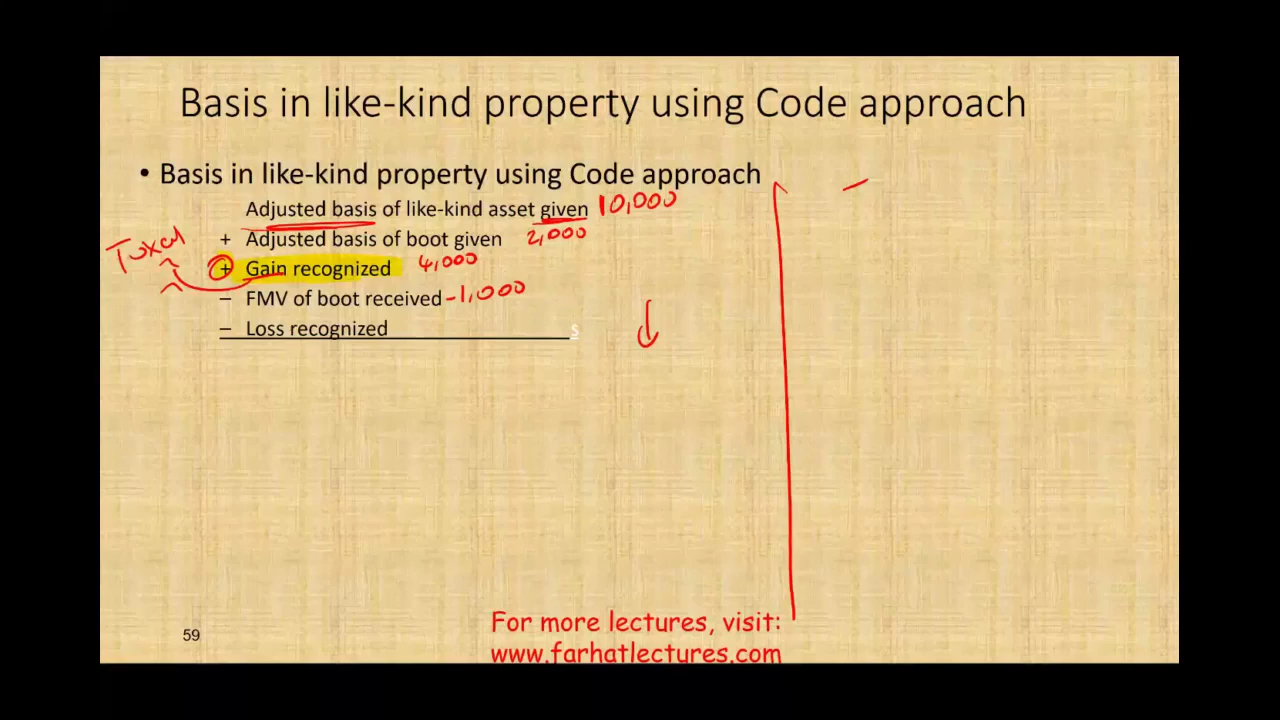 Basis in like-kind property using Code approach
• Basis in like-kind property using Code approach
Adjusted basis of like-kind asset given 10,000
+ Adjusted basis of boot given 2,000
Taxed
+ Gain recognized 4,000
– FMV of boot received -1,000
– Loss recognized s
For more lectures, visit:
59
www.farhatlectures.com